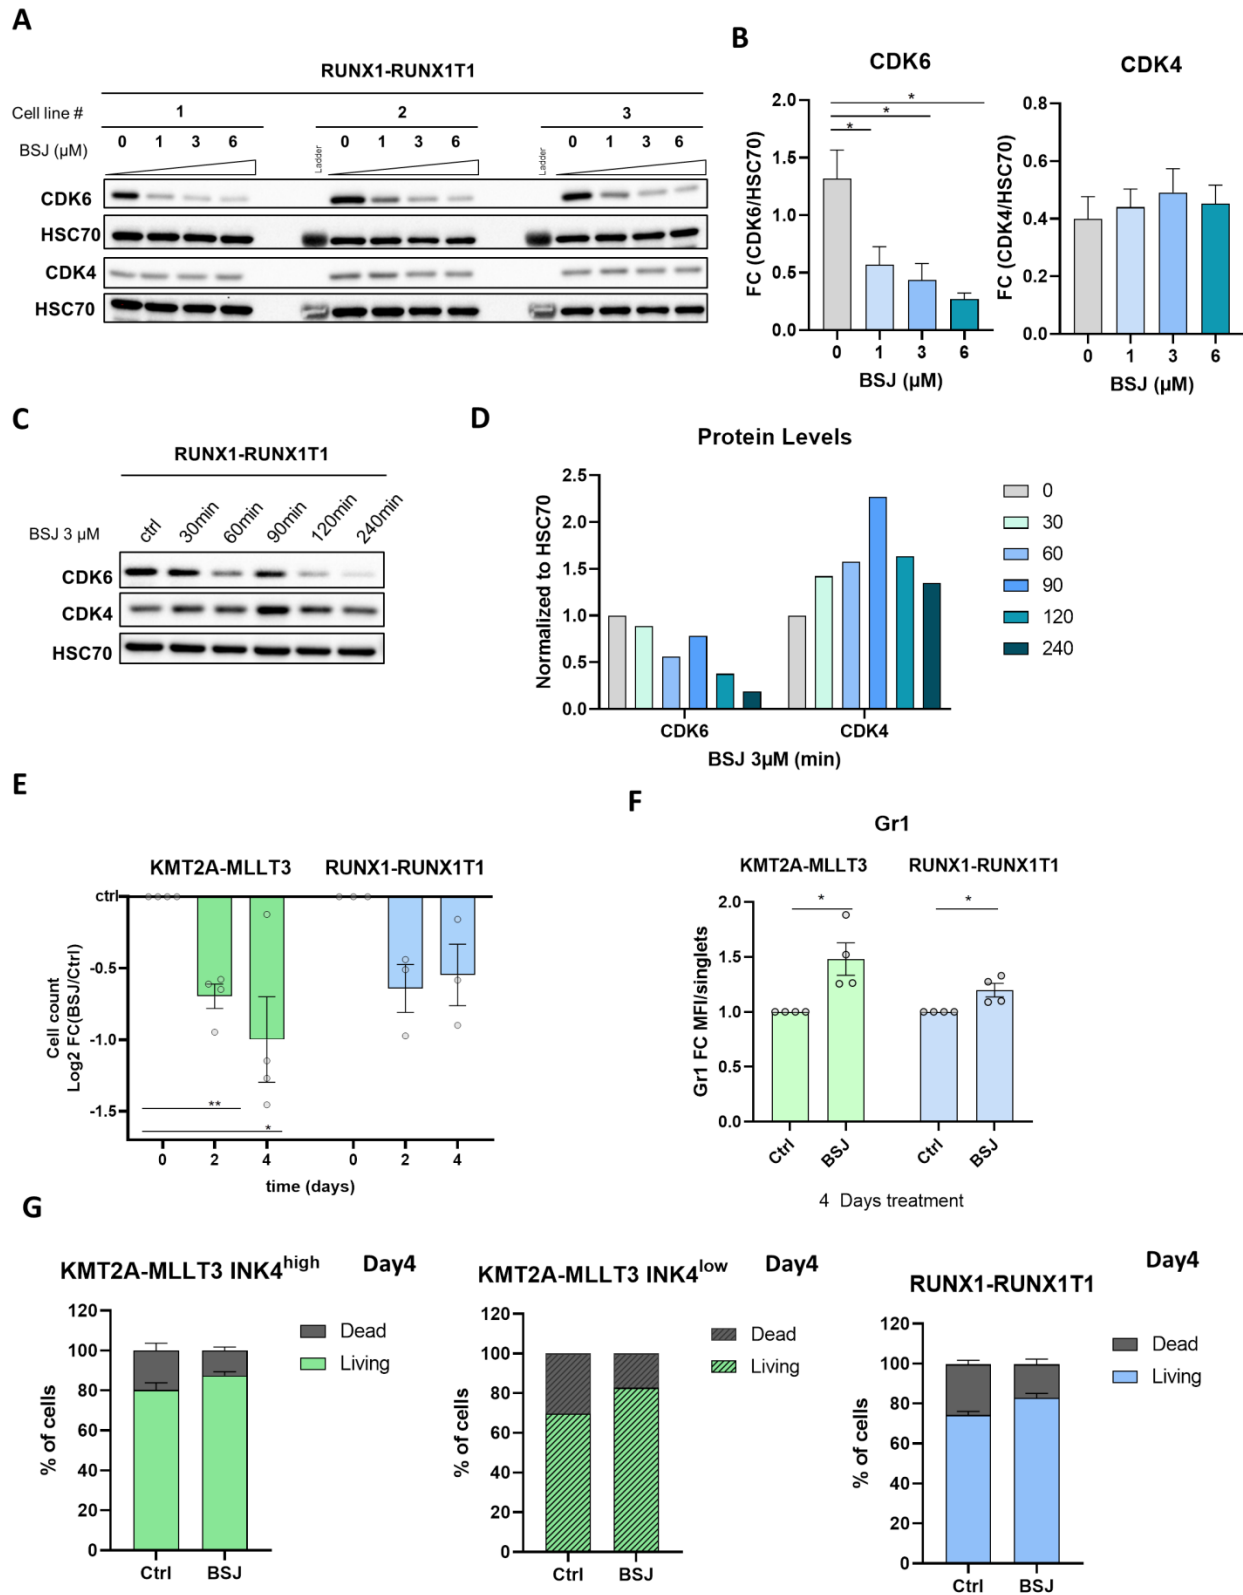 A
RUNX1-RUNX1T1
Cell line # 1 2 3
BSJ (µM) 0 1 3 6 Ladder 0 1 3 6 Ladder 0 1 3 6
CDK6
HSC70
CDK4
HSC70
B
CDK6
FC (CDK6/HSC70)
2.0
1.5
1.0
0.5
0.0
* * *
0 1 3 6
BSJ (µM)
CDK4
FC (CDK4/HSC70)
0.8
0.6
0.4
0.2
0.0
0 1 3 6
BSJ (µM)
C
RUNX1-RUNX1T1
BSJ 3 µM ctrl 30min 60min 90min 120min 240min
CDK6
CDK4
HSC70
D
Protein Levels
Normalized to HSC70
2.5
2.0
1.5
1.0
0.5
0.0
CDK6 CDK4
BSJ 3µM (min)
0
30
60
90
120
240
E
KMT2A-MLLT3 RUNX1-RUNX1T1
Cell count
Log2 FC(BSJ/Ctrl)
ctrl
-0.5
-1.0
-1.5
**
*
0 2 4 0 2 4
time (days)
F
Gr1
KMT2A-MLLT3 RUNX1-RUNX1T1
Gr1 FC MFI/singlets
2.0
1.5
1.0
0.5
0.0
* *
Ctrl BSJ Ctrl BSJ
4 Days treatment
G
KMT2A-MLLT3 INK4high Day4
% of cells
120
100
80
60
40
20
0
Ctrl BSJ
Dead
Living
KMT2A-MLLT3 INK4low Day4
% of cells
120
100
80
60
40
20
0
Ctrl BSJ
Dead
Living
RUNX1-RUNX1T1 Day4
% of cells
120
100
80
60
40
20
0
Ctrl BSJ
Dead
Living